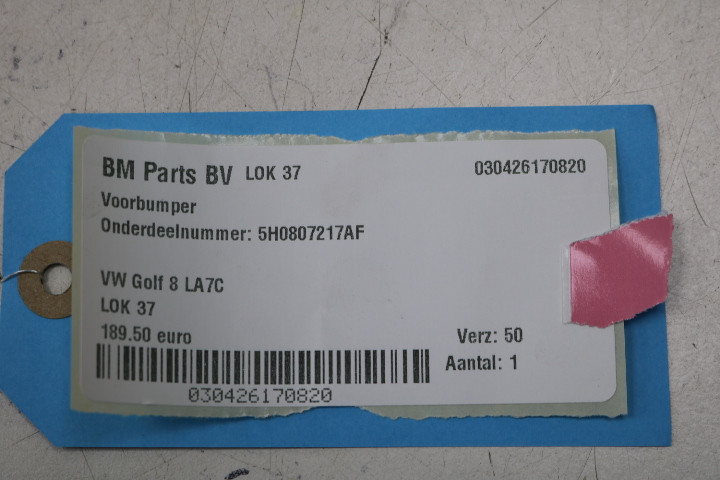 BM Parts BV LOK 37 030426170820
Voorbumper
Onderdeelnummer: 5H0807217AF
VW Golf 8 LA7C
LOK 37
189.50 euro Verz: 50
Aantal: 1
030426170820